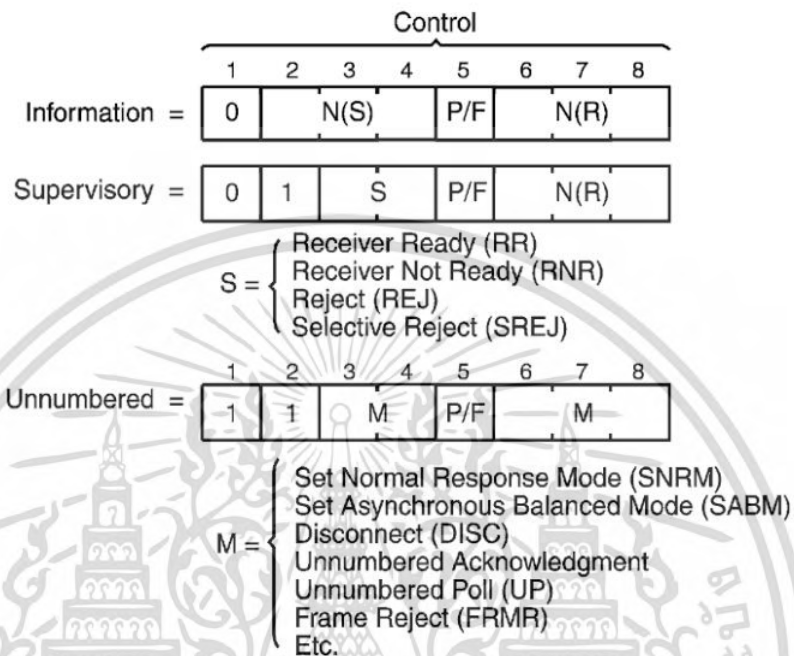 Control
1 2 3 4 5 6 7 8
Information = 0 N(S) P/F N(R)
Supervisory = 0 1 S P/F N(R)
S = { Receiver Ready (RR)
Receiver Not Ready (RNR)
Reject (REJ)
Selective Reject (SREJ)
1 2 3 4 5 6 7 8
Unnumbered = 1 1 M P/F M
M = { Set Normal Response Mode (SNRM)
Set Asynchronous Balanced Mode (SABM)
Disconnect (DISC)
Unnumbered Acknowledgment
Unnumbered Poll (UP)
Frame Reject (FRMR)
Etc.